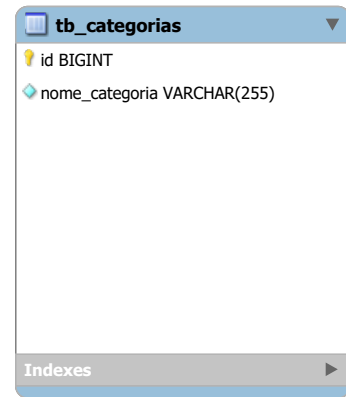 tb_categorias
id BIGINT
nome_categoria VARCHAR(255)
Indexes